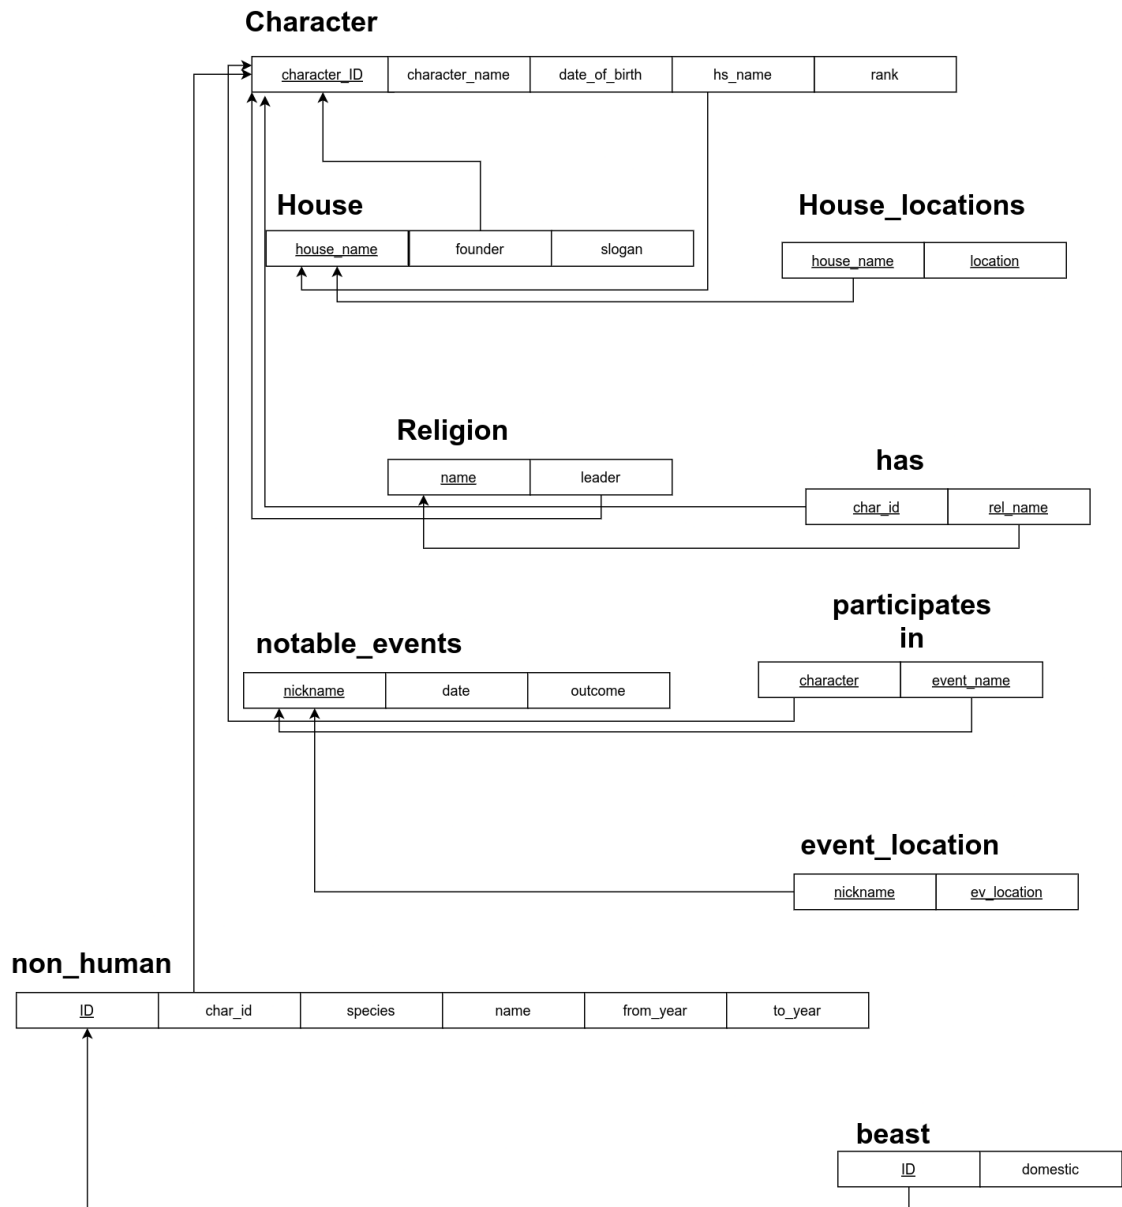 Character
character_ID character_name date_of_birth hs_name rank
House
House_locations
house_name founder slogan
house_name location
Religion
has
name leader
char_id rel_name
participates
in
notable_events
character event_name
nickname date outcome
event_location
nickname ev_location
non_human
ID char_id species name from_year to_year
beast
ID domestic